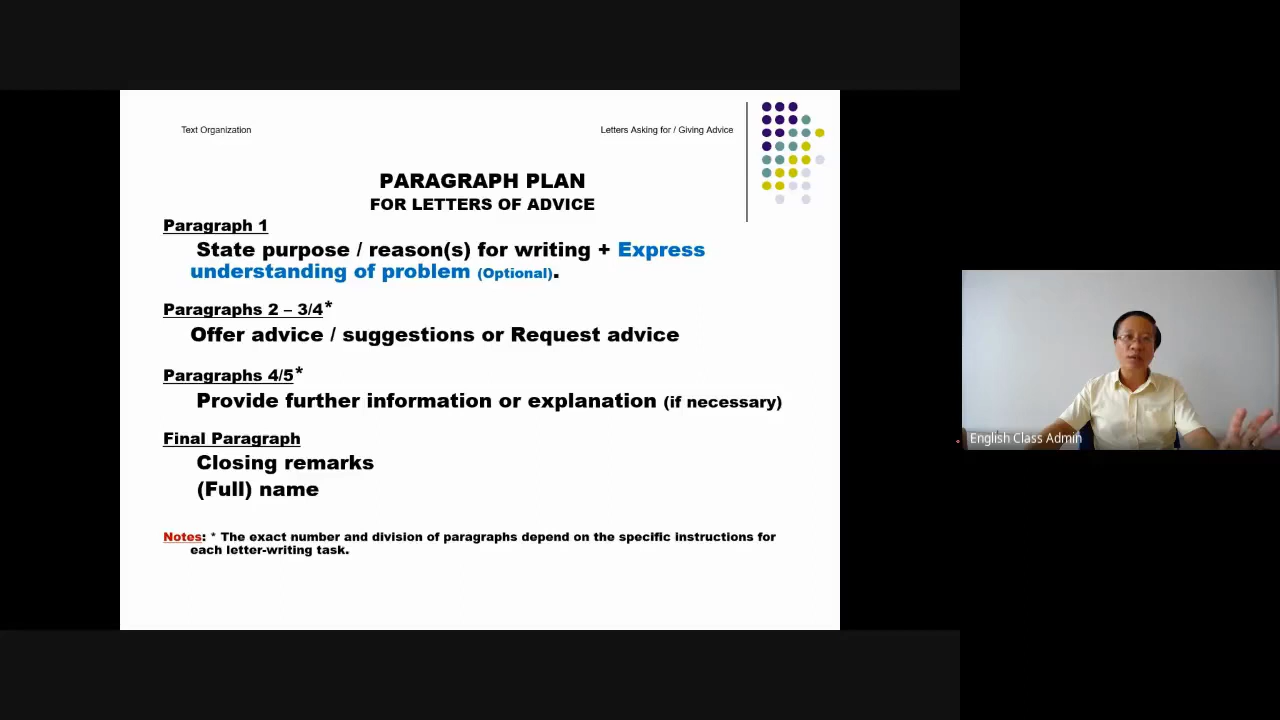 Text Organization
Letters Asking for / Giving Advice
PARAGRAPH PLAN
FOR LETTERS OF ADVICE
Paragraph 1
State purpose / reason(s) for writing + Express
understanding of problem (Optional).
Paragraphs 2 – 3/4*
Offer advice / suggestions or Request advice
Paragraphs 4/5*
Provide further information or explanation (if necessary)
Final Paragraph
Closing remarks
(Full) name
Notes: * The exact number and division of paragraphs depend on the specific instructions for
each letter-writing task.
English Class Admin